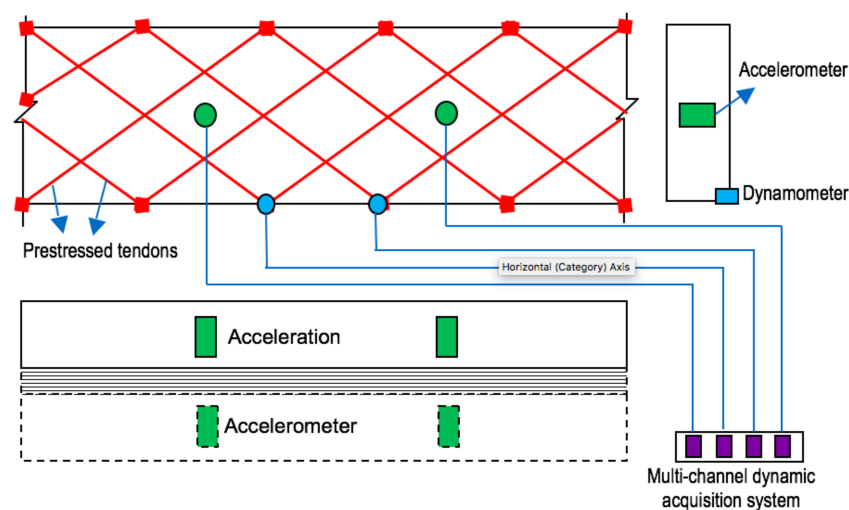 Accelerometer
Dynamometer
Prestressed tendons
Horizontal (Category) Axis
Acceleration
Accelerometer
Multi-channel dynamic
acquisition system